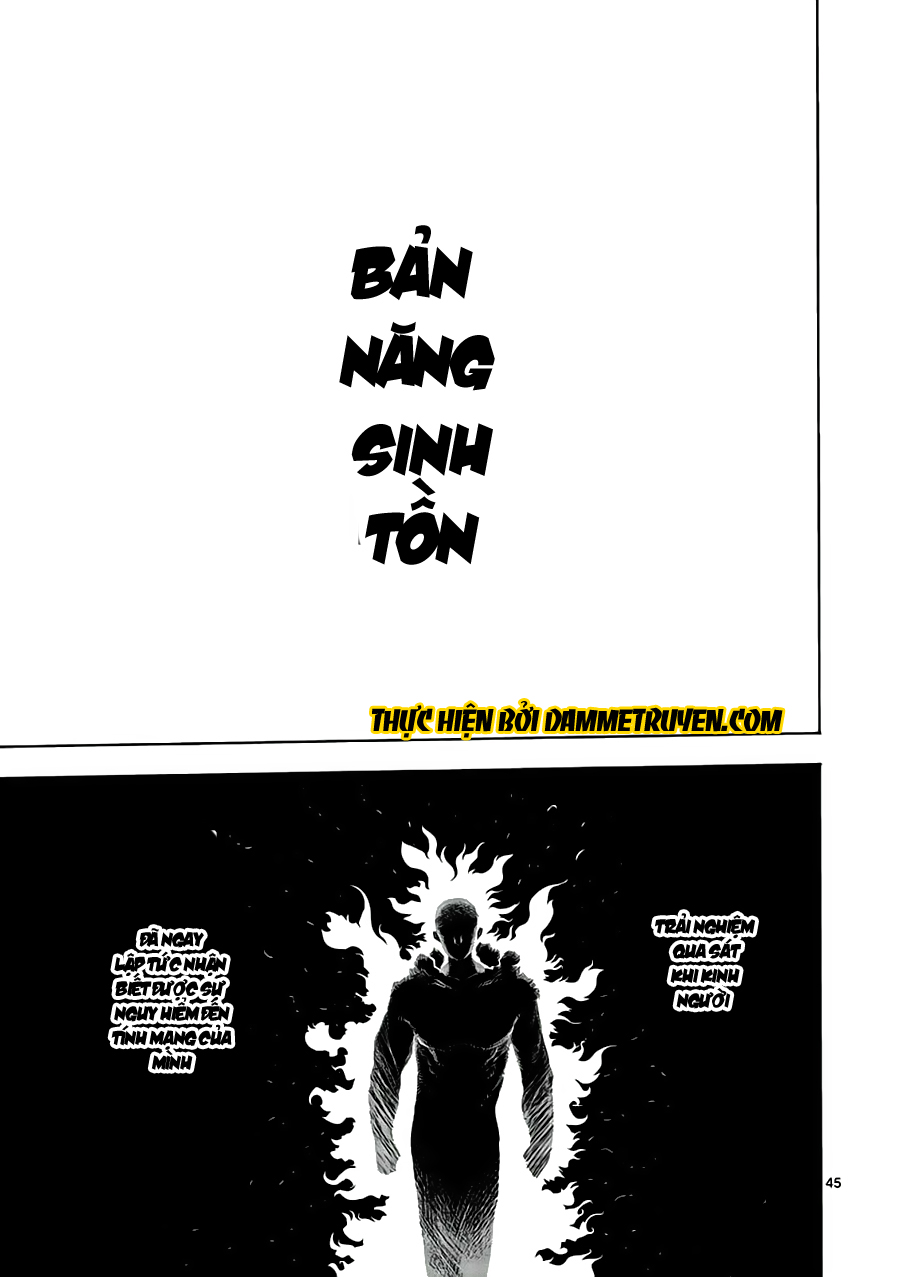 BẢN
NĂNG
SINH
TỒN
THỰC HIỆN BỞI DAMMETRUYEN.COM
TRẢI NGHIỆM
QUA SÁT
KHI KINH
NGƯỜI
ĐÃ NGAY
LẬP TỨC NHẬN
BIẾT ĐƯỢC SỰ
NGUY HIỂM ĐẾN
TÍNH MẠNG CỦA
MÌNH
45